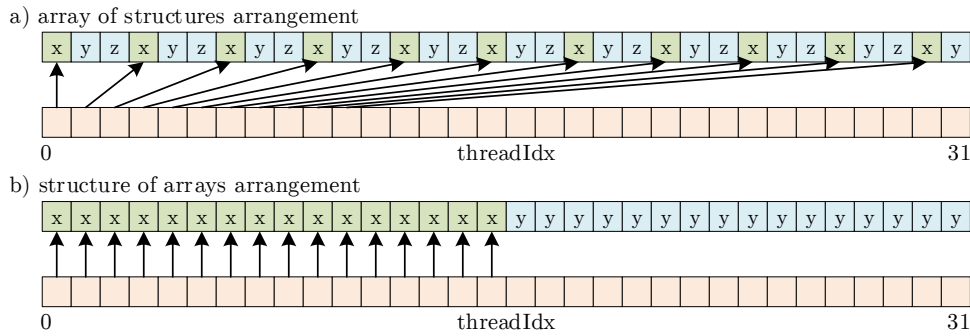 a) array of structures arrangement
x y z x y z x y z x y z x y z x y z x y z x y z x y z x y z x y
0 threadIdx 31
b) structure of arrays arrangement
x x x x x x x x x x x x x x x x y y y y y y y y y y y y y y y y
0 threadIdx 31